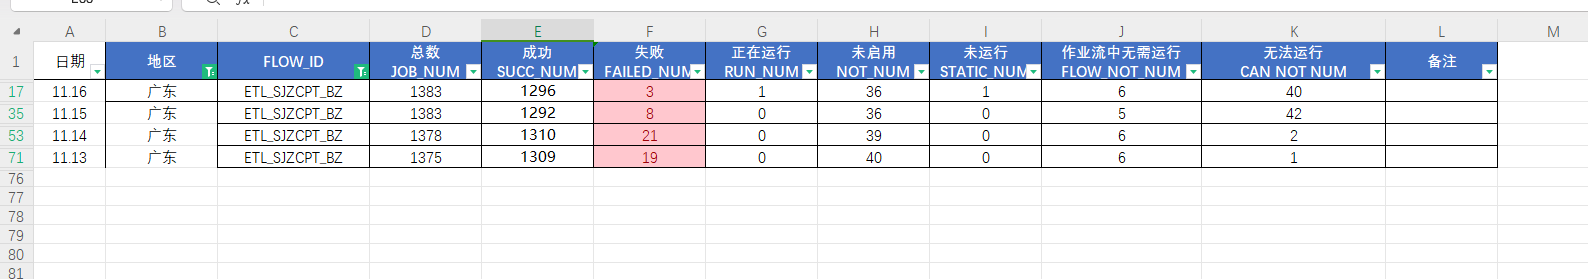 fx
A B C D E F G H I J K L M
1 日期 地区 FLOW_ID 总数 成功 失败 正在运行 未启用 未运行 作业流中无需运行 无法运行 备注
JOB_NUM SUCC_NUM FAILED_NUM RUN_NUM NOT_NUM STATIC_NUM FLOW_NOT_NUM CAN NOT NUM
17 11.16 广东 ETL_SJZCPT_BZ 1383 1296 3 1 36 1 6 40
35 11.15 广东 ETL_SJZCPT_BZ 1383 1292 8 0 36 0 5 42
53 11.14 广东 ETL_SJZCPT_BZ 1378 1310 21 0 39 0 6 2
71 11.13 广东 ETL_SJZCPT_BZ 1375 1309 19 0 40 0 6 1
76
77
78
79
80
81